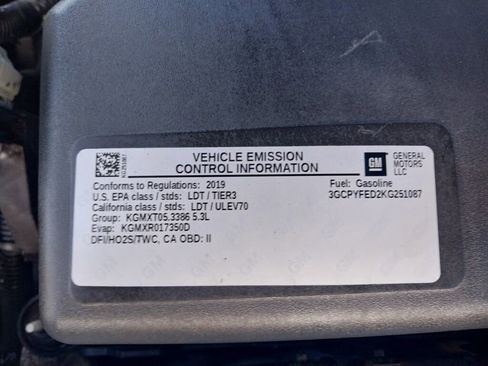 VEHICLE EMISSION
CONTROL INFORMATION
GM
GENERAL
MOTORS
LLC
Conforms to Regulations: 2019
Fuel: Gasoline
U.S. EPA class / stds: LDT / TIER3
3GCPYFED2KG251087
California class / stds: LDT / ULEV70
Group: KGMXT05.3386 5.3L
Evap: KGMXR017350D
DFI/HO2S/TWC, CA OBD: II